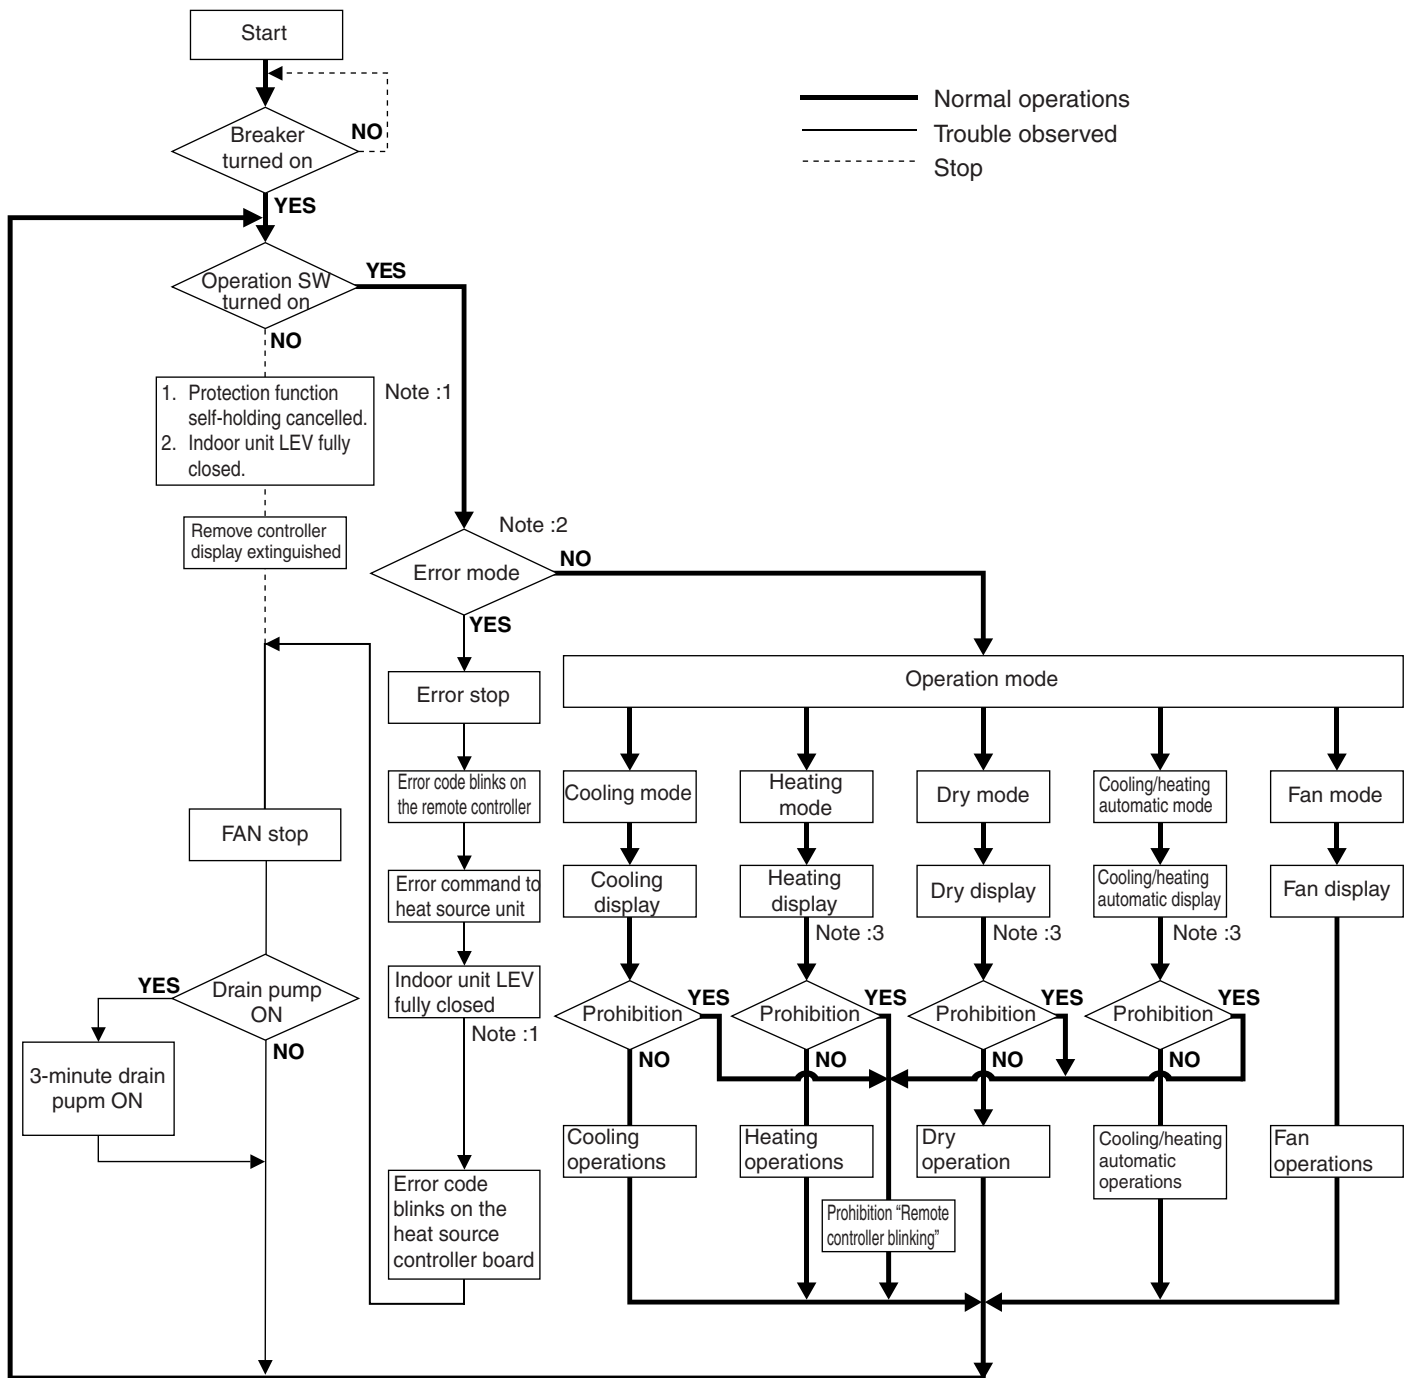 Start
Normal operations
Trouble observed
Stop
Breaker
turned on
NO
YES
Operation SW
turned on
YES
NO
1. Protection function
self-holding cancelled.
2. Indoor unit LEV fully
closed.
Note :1
Remove controller
display extinguished
Note :2
Error mode
NO
YES
Error stop
Operation mode
Error code blinks on
the remote controller
Cooling mode
Heating
mode
Dry mode
Cooling/heating
automatic mode
Fan mode
FAN stop
Error command to
heat source unit
Cooling
display
Heating
display
Dry display
Cooling/heating
automatic display
Fan display
Note :3
Note :3
Note :3
YES
Drain pump
ON
NO
Indoor unit LEV
fully closed
Note :1
Prohibition
YES
NO
Prohibition
YES
NO
Prohibition
YES
NO
Prohibition
YES
NO
3-minute drain
pupm ON
Cooling
operations
Heating
operations
Dry
operation
Cooling/heating
automatic
operations
Fan
operations
Error code
blinks on the
heat source
controller board
Prohibition “Remote
controller blinking”